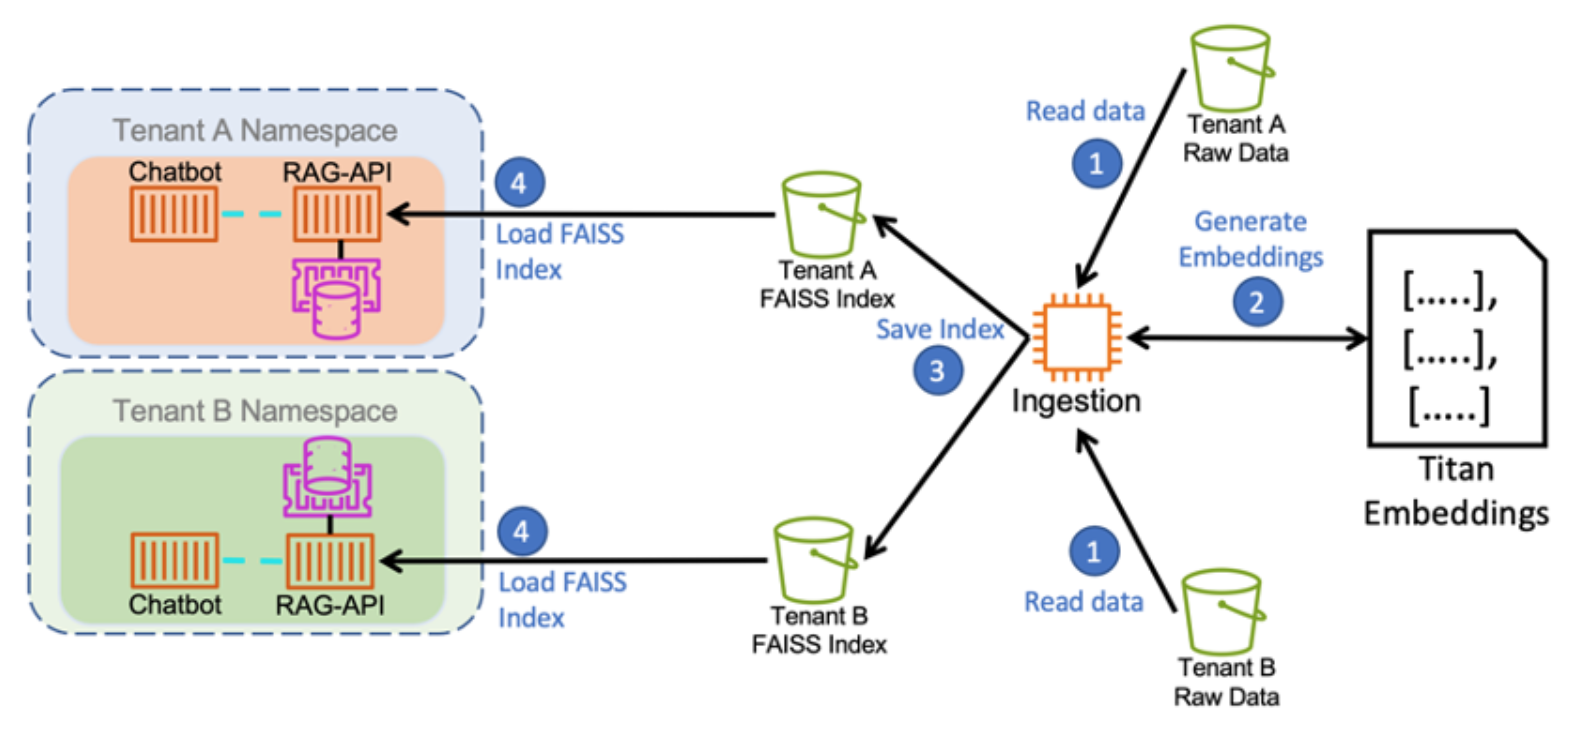 Tenant A Namespace
Chatbot
RAG-API
4
Load FAISS
Index
Tenant A
FAISS Index
Read data
1
Tenant A
Raw Data
Generate
Embeddings
2
[.....],
[.....],
[.....]
Titan
Embeddings
Save Index
3
Ingestion
Tenant B Namespace
Chatbot
RAG-API
4
Load FAISS
Index
Tenant B
FAISS Index
1
Read data
Tenant B
Raw Data